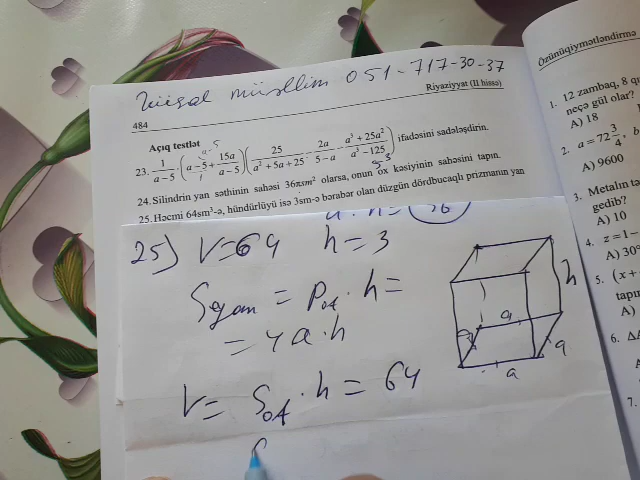 müəllim 051-717-30-37
484
Riyaziyyat (II hissə)
Açıq testlət
23. 1/(a−5) · (a−5 + 15a/(a−5)) (25/(a²+5a+25) − 2a/(5−a) − (a³+25a²)/(a³−125)) ifadəsini sadələşdirin.
24. Silindrin yan səthinin sahəsi 36πsm² olarsa, onun ox kəsiyinin sahəsini tapın.
25. Həcmi 64sm³-ə, hündürlüyü isə 3sm-ə bərabər olan düzgün dördbucaqlı prizmanın yan
25) V=64 h=3
Syan = Pot · h =
= 4a·h
V = Sot · h = 64
h
a
a
a
Özünüqiymətləndirmə
1. 12 zambaq, 8 q
neçə gül olar?
A) 18
2. a = 72 3/4,
A) 9600
3. Metalın tə
gedib?
A) 10
4. z = 1 −
A) 30°
5. (x +
tapın
A)
6.
7.